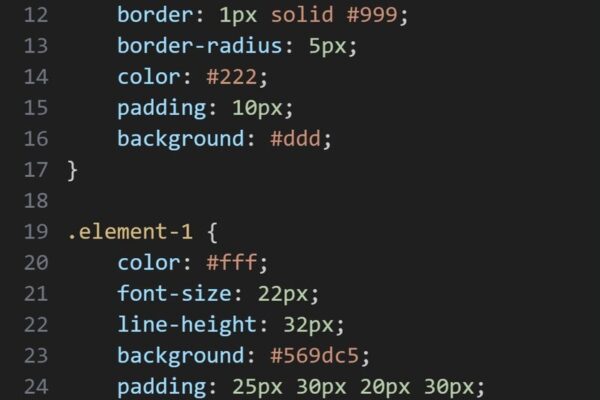 12 border: 1px solid #999;
13 border-radius: 5px;
14 color: #222;
15 padding: 10px;
16 background: #ddd;
17 }
18
19 .element-1 {
20 color: #fff;
21 font-size: 22px;
22 line-height: 32px;
23 background: #569dc5;
24 padding: 25px 30px 20px 30px;